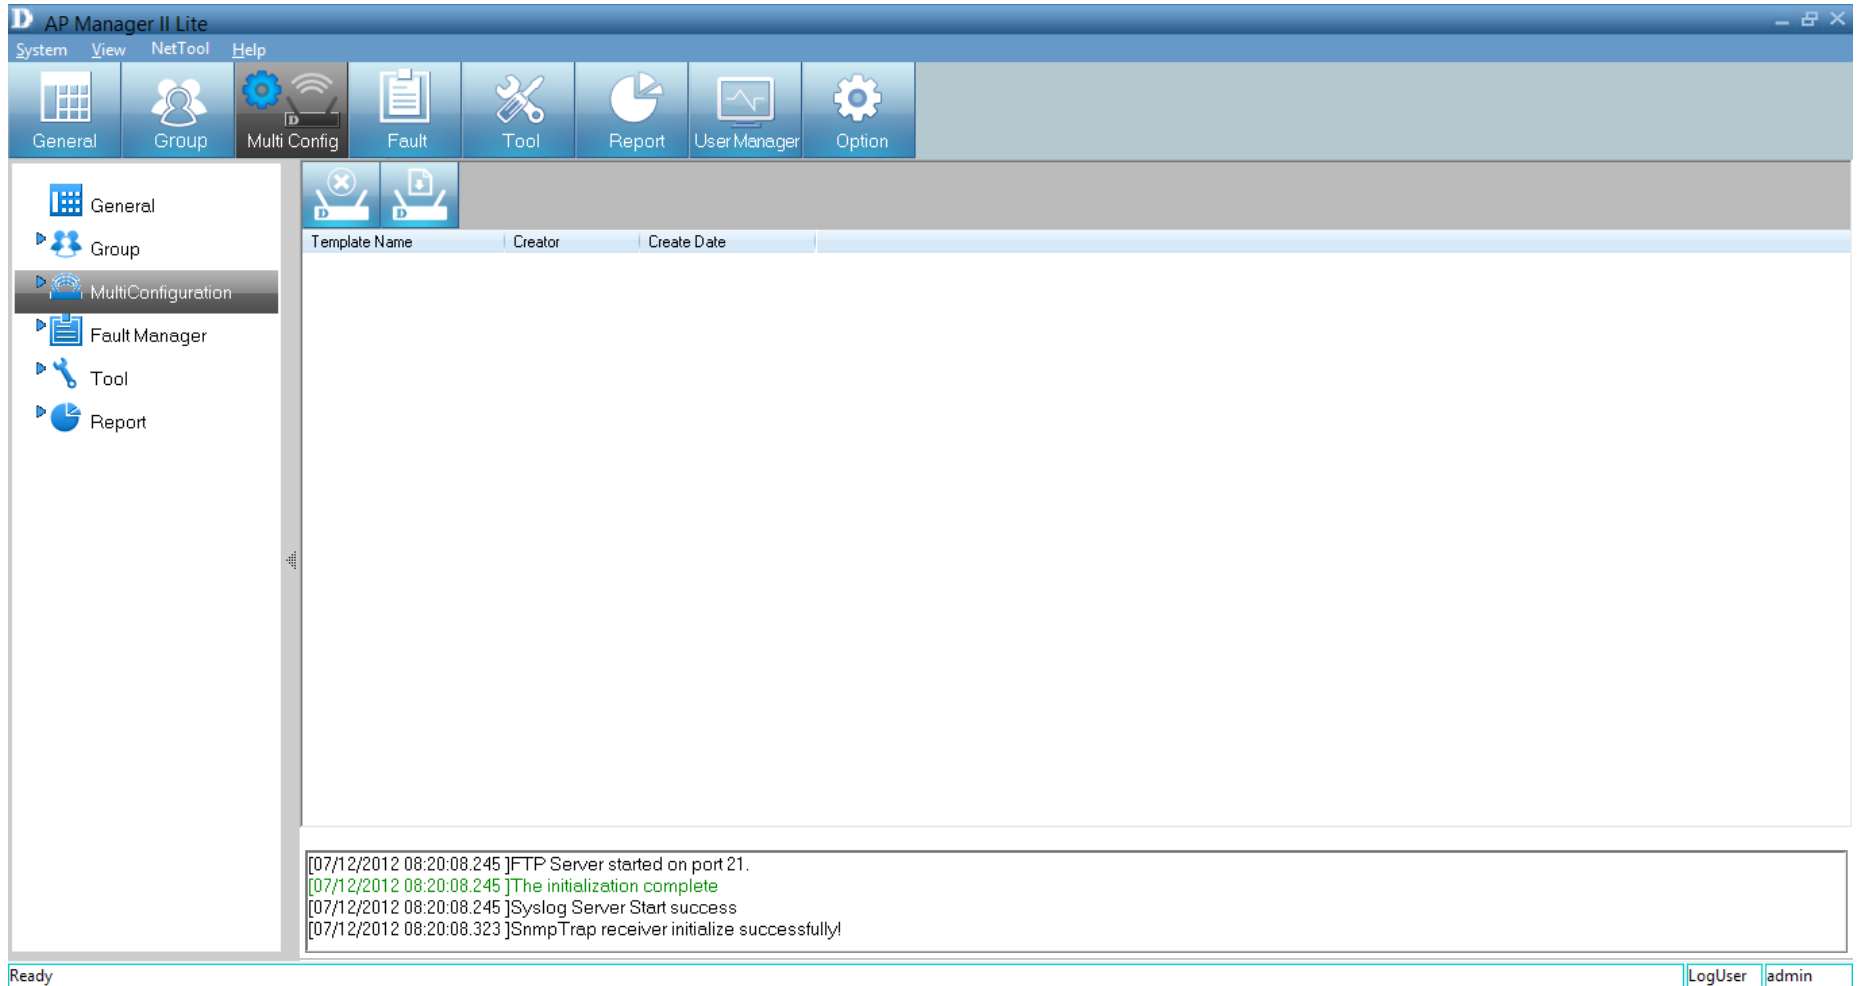 D AP Manager II Lite
System View NetTool Help
General Group Multi Config Fault Tool Report User Manager Option
General
Group
MultiConfiguration
Fault Manager
Tool
Report
D D
Template Name Creator Create Date
[07/12/2012 08:20:08.245 ]FTP Server started on port 21.
[07/12/2012 08:20:08.245 ]The initialization complete
[07/12/2012 08:20:08.245 ]Syslog Server Start success
[07/12/2012 08:20:08.323 ]SnmpTrap receiver initialize successfully!
Ready LogUser admin